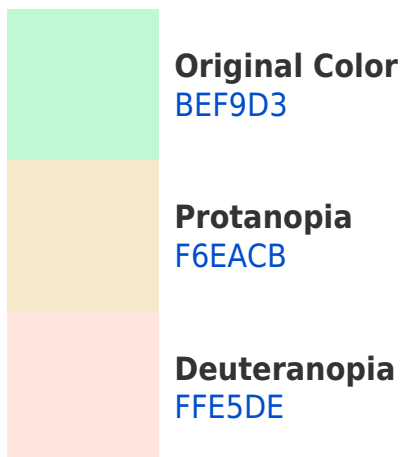 Original Color
BEF9D3
Protanopia
F6EACB
Deuteranopia
FFE5DE